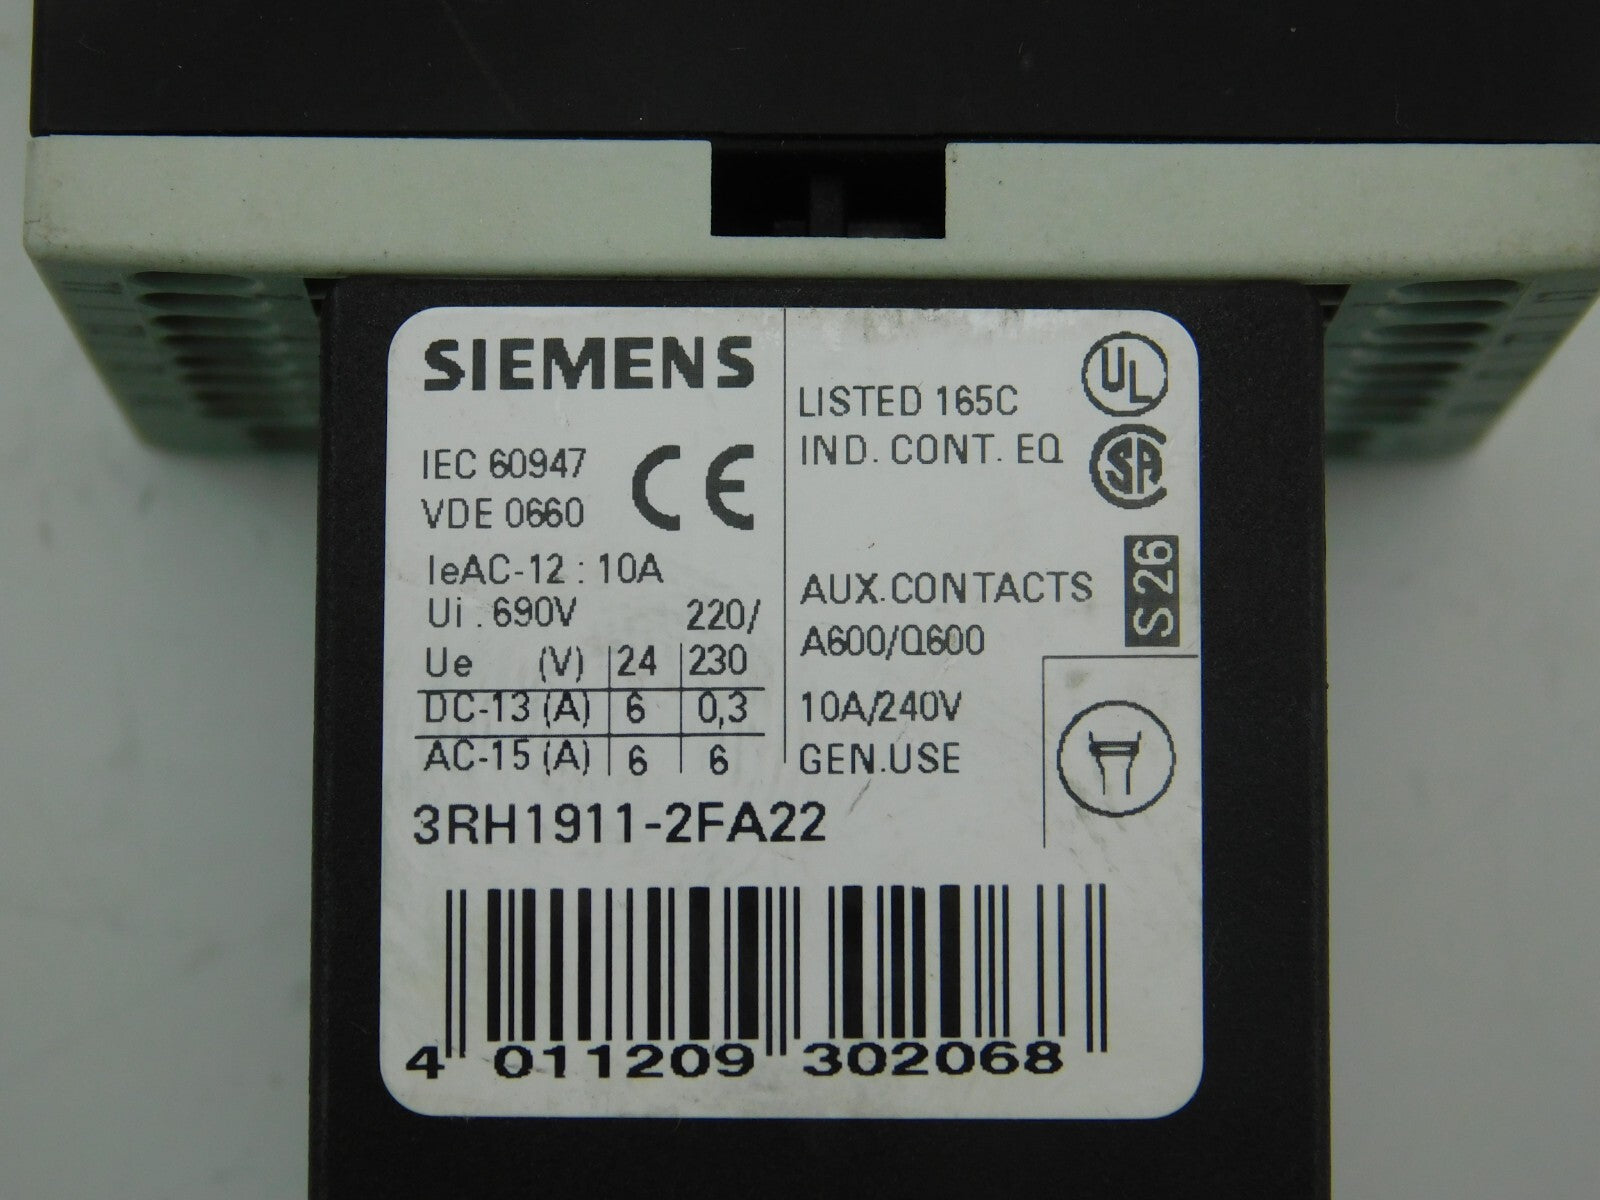 SIEMENS
IEC 60947
VDE 0660
CE
IeAC-12 : 10A
Ui . 690V 220/
Ue (V) 24 230
DC-13 (A) 6 0,3
AC-15 (A) 6 6
LISTED 165C
IND. CONT. EQ
UL
SA
AUX.CONTACTS
A600/Q600
S 26
10A/240V
GEN.USE
3RH1911-2FA22
4 011209 302068